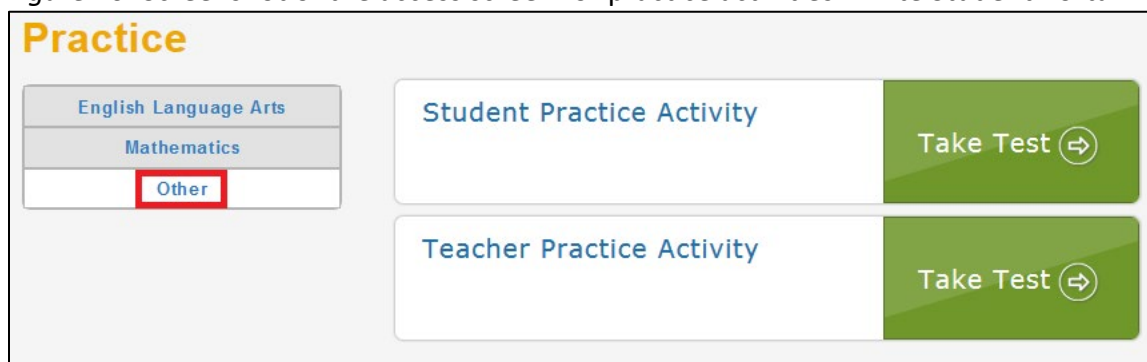 Practice
English Language Arts
Mathematics
Other
Student Practice Activity
Take Test
Teacher Practice Activity
Take Test